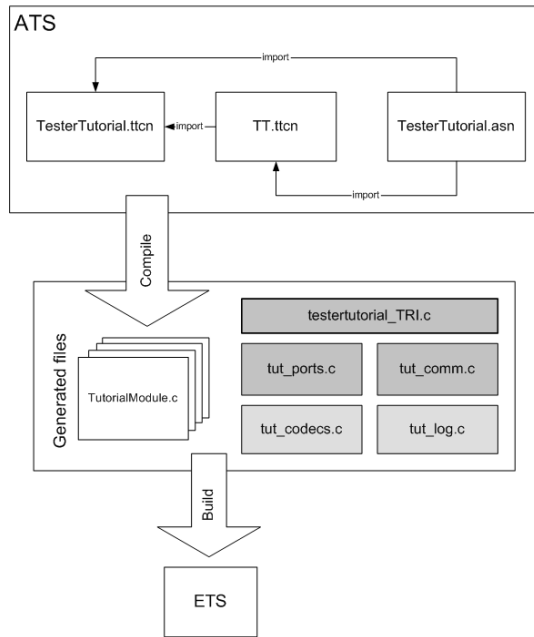 ATS
import
TesterTutorial.ttcn
import
TT.ttcn
TesterTutorial.asn
import
Compile
Generated files
TutorialModule.c
testertutorial_TRI.c
tut_ports.c
tut_comm.c
tut_codecs.c
tut_log.c
Build
ETS